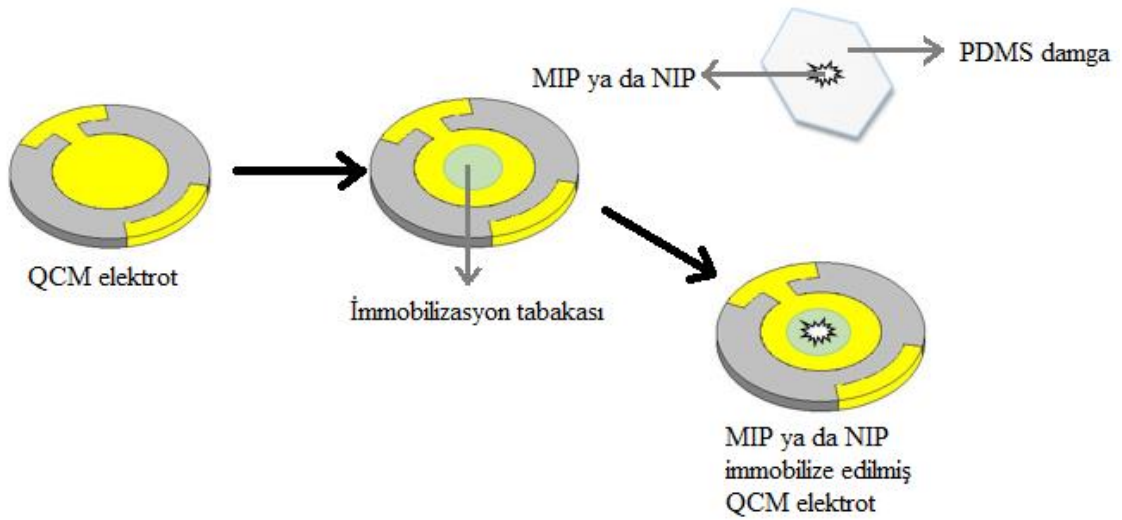 PDMS damga
MIP ya da NIP
QCM elektrot
İmmobilizasyon tabakası
MIP ya da NIP
immobilize edilmiş
QCM elektrot